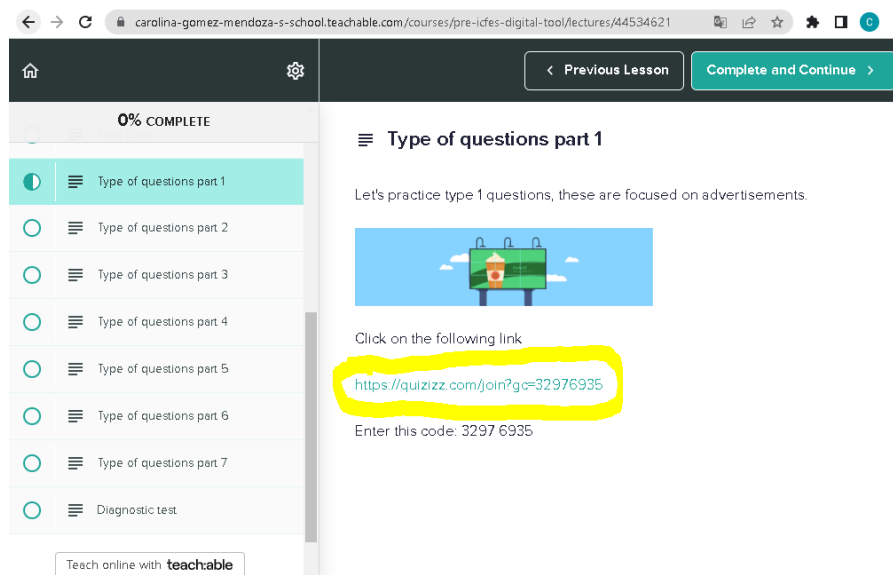 carolina-gomez-mendoza-s-school.teachable.com/courses/pre-icfes-digital-tool/lectures/44534621
C
Previous Lesson
Complete and Continue
0% COMPLETE
Type of questions part 1
Type of questions part 2
Type of questions part 3
Type of questions part 4
Type of questions part 5
Type of questions part 6
Type of questions part 7
Diagnostic test
Teach online with teach:able
Type of questions part 1
Let's practice type 1 questions, these are focused on advertisements.
Click on the following link
https://quizizz.com/join?gc=32976935
Enter this code: 3297 6935